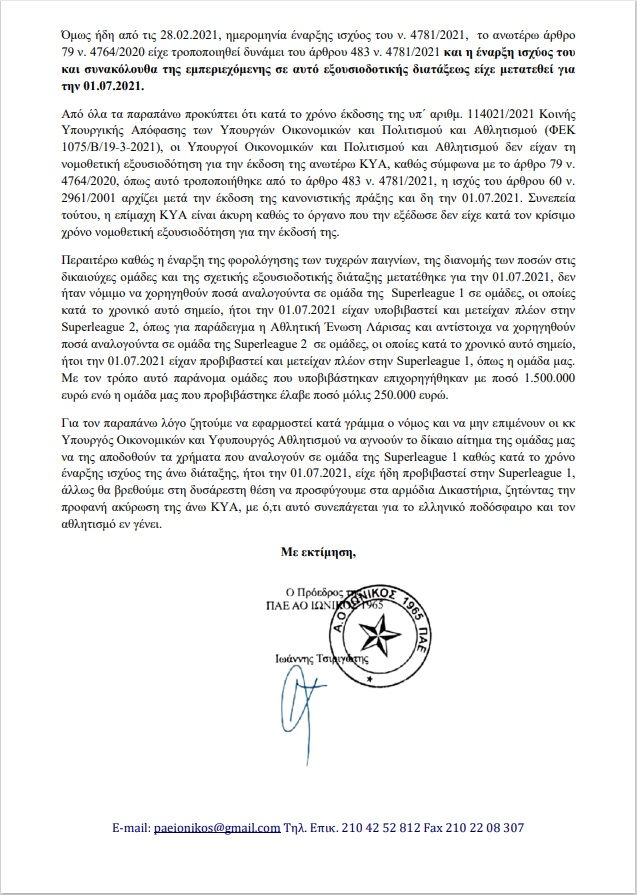 Όμως ήδη από τις 28.02.2021, ημερομηνία έναρξης ισχύος του ν. 4781/2021, το ανωτέρω άρθρο
79 ν. 4764/2020 είχε τροποποιηθεί δυνάμει του άρθρου 483 ν. 4781/2021 και η έναρξη ισχύος του
και συνακόλουθα της εμπεριεχόμενης σε αυτό εξουσιοδοτικής διατάξεως είχε μετατεθεί για
την 01.07.2021.
Από όλα τα παραπάνω προκύπτει ότι κατά το χρόνο έκδοσης της υπ΄ αριθμ. 114021/2021 Κοινής
Υπουργικής Απόφασης των Υπουργών Οικονομικών και Πολιτισμού και Αθλητισμού (ΦΕΚ
1075/Β/19-3-2021), οι Υπουργοί Οικονομικών και Πολιτισμού και Αθλητισμού δεν είχαν τη
νομοθετική εξουσιοδότηση για την έκδοση της ανωτέρω ΚΥΑ, καθώς σύμφωνα με το άρθρο 79 ν.
4764/2020, όπως αυτό τροποποιήθηκε από το άρθρο 483 ν. 4781/2021, η ισχύς του άρθρου 60 ν.
2961/2001 αρχίζει μετά την έκδοση της κανονιστικής πράξης και δη την 01.07.2021. Συνεπεία
τούτου, η επίμαχη ΚΥΑ είναι άκυρη καθώς το όργανο που την εξέδωσε δεν είχε κατά τον κρίσιμο
χρόνο νομοθετική εξουσιοδότηση για την έκδοσή της.
Περαιτέρω καθώς η έναρξη της φορολόγησης των τυχερών παιγνίων, της διανομής των ποσών στις
δικαιούχες ομάδες και της σχετικής εξουσιοδοτικής διάταξης μετατέθηκε για την 01.07.2021, δεν
ήταν νόμιμο να χορηγηθούν ποσά αναλογούντα σε ομάδα της Superleague 1 σε ομάδες, οι οποίες
κατά το χρονικό αυτό σημείο, ήτοι την 01.07.2021 είχαν υποβιβαστεί και μετείχαν πλέον στην
Superleague 2, όπως για παράδειγμα η Αθλητική Ένωση Λάρισας και αντίστοιχα να χορηγηθούν
ποσά αναλογούντα σε ομάδα της Superleague 2 σε ομάδες, οι οποίες κατά το χρονικό αυτό σημείο,
ήτοι την 01.07.2021 είχαν προβιβαστεί και μετείχαν πλέον στην Superleague 1, όπως η ομάδα μας.
Με τον τρόπο αυτό παράνομα ομάδες που υποβιβάστηκαν επιχορηγήθηκαν με ποσό 1.500.000
ευρώ ενώ η ομάδα μας που προβιβάστηκε έλαβε ποσό μόλις 250.000 ευρώ.
Για τον παραπάνω λόγο ζητούμε να εφαρμοστεί κατά γράμμα ο νόμος και να μην επιμένουν οι κκ
Υπουργός Οικονομικών και Υφυπουργός Αθλητισμού να αγνοούν το δίκαιο αίτημα της ομάδας μας
να της αποδοθούν τα χρήματα που αναλογούν σε ομάδα της Superleague 1 καθώς κατά το χρόνο
έναρξης ισχύος της άνω διάταξης, ήτοι την 01.07.2021, είχε ήδη προβιβαστεί στην Superleague 1,
άλλως θα βρεθούμε στη δυσάρεστη θέση να προσφύγουμε στα αρμόδια Δικαστήρια, ζητώντας την
προφανή ακύρωση της άνω ΚΥΑ, με ό,τι αυτό συνεπάγεται για το ελληνικό ποδόσφαιρο και τον
αθλητισμό εν γένει.
Με εκτίμηση,
Ο Πρόεδρος της
ΠΑΕ ΑΟ ΙΩΝΙΚΟΣ 1965
Α.Ο ΙΩΝΙΚΟΣ 1965 ΠΑΕ
Ιωάννης Τσιριγώτης
E-mail: paeionikos@gmail.com Τηλ. Επικ. 210 42 52 812 Fax 210 22 08 307